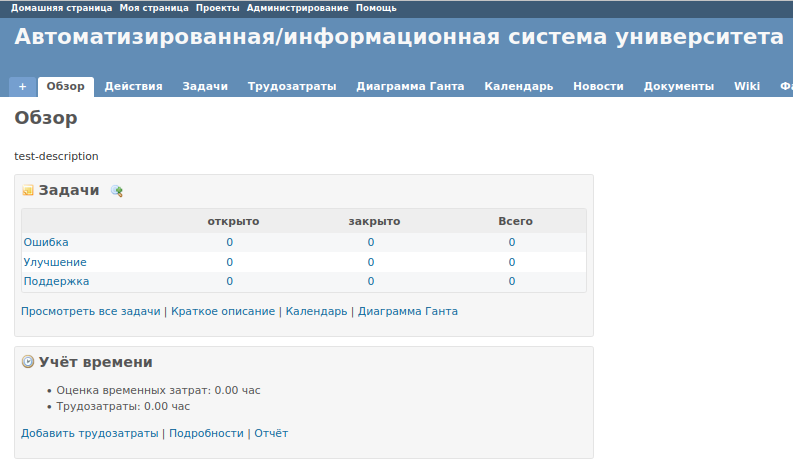 Домашняя страница Моя страница Проекты Администрирование Помощь
Автоматизированная/информационная система университета
+ Обзор Действия Задачи Трудозатраты Диаграмма Ганта Календарь Новости Документы Wiki
Обзор
test-description
Задачи
открыто закрыто Всего
Ошибка 0 0 0
Улучшение 0 0 0
Поддержка 0 0 0
Просмотреть все задачи | Краткое описание | Календарь | Диаграмма Ганта
Учёт времени
• Оценка временных затрат: 0.00 час
• Трудозатраты: 0.00 час
Добавить трудозатраты | Подробности | Отчёт